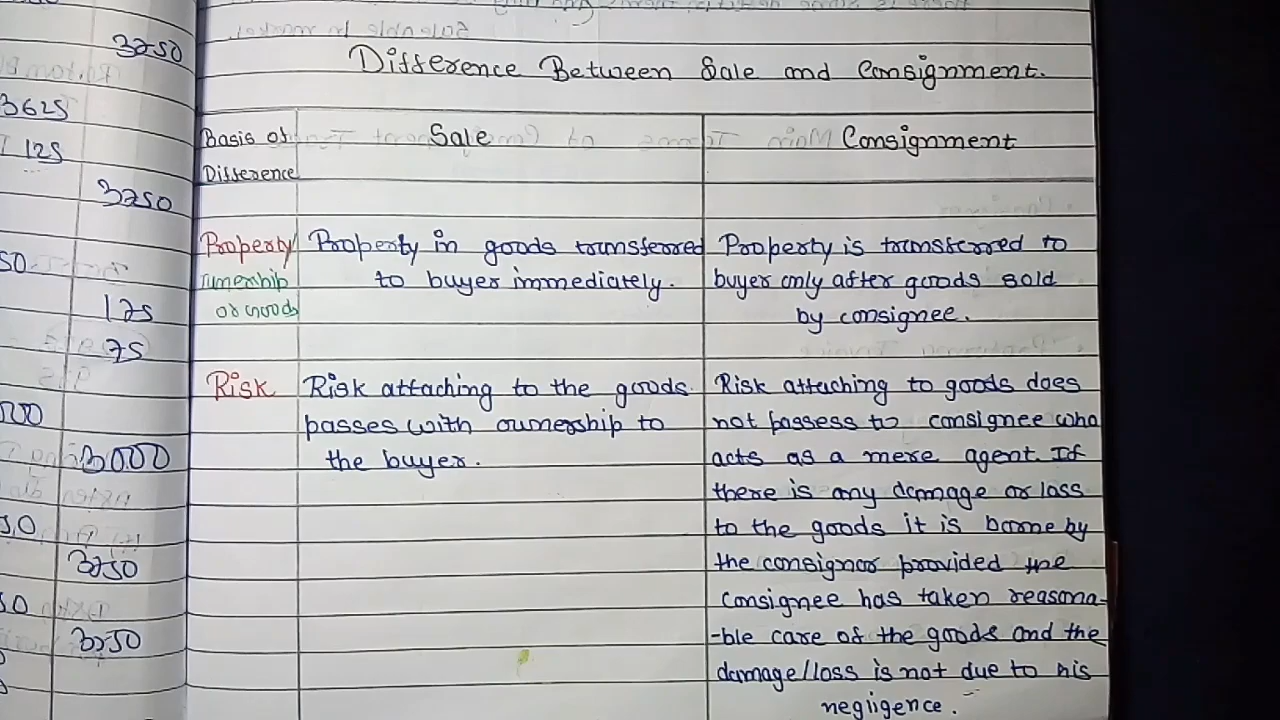 Difference Between Sale and Consignment.
Basis of Difference
Sale
Consignment
Property
ownership
or Goods
Property in goods transferred
to buyer immediately.
Property is transferred to
buyer only after goods sold
by consignee.
Risk
Risk attaching to the goods
passes with ownership to
the buyer.
Risk attaching to goods does
not possess to consignee who
acts as a mere agent. If
there is any damage or loss
to the goods it is borne by
the consignor provided the
consignee has taken reasona-
-ble care of the goods and the
damage/loss is not due to his
negligence.
3250
3625
125
3250
50
125
75
3000
3250
50
3250